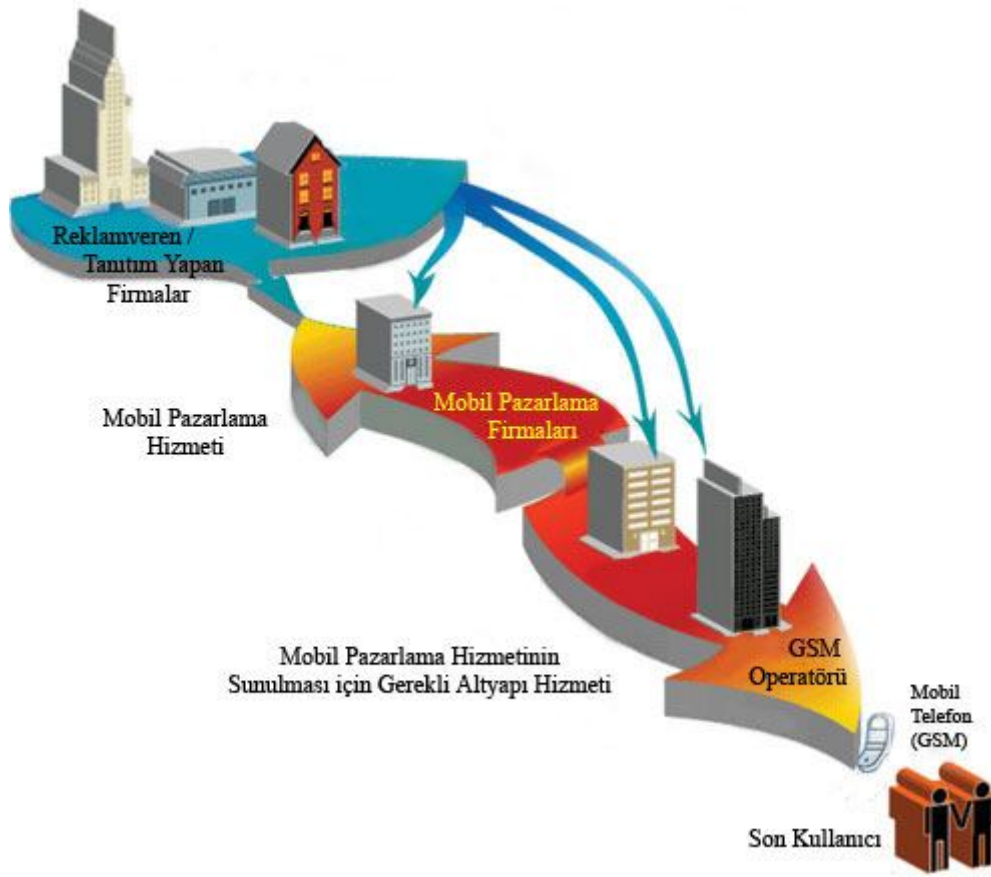 Reklamveren /
Tanıtım Yapan
Firmalar
Mobil Pazarlama
Hizmeti
Mobil Pazarlama
Firmaları
Mobil Pazarlama Hizmetinin
Sunulması için Gerekli Altyapı Hizmeti
GSM
Operatörü
Mobil
Telefon
(GSM)
Son Kullanıcı